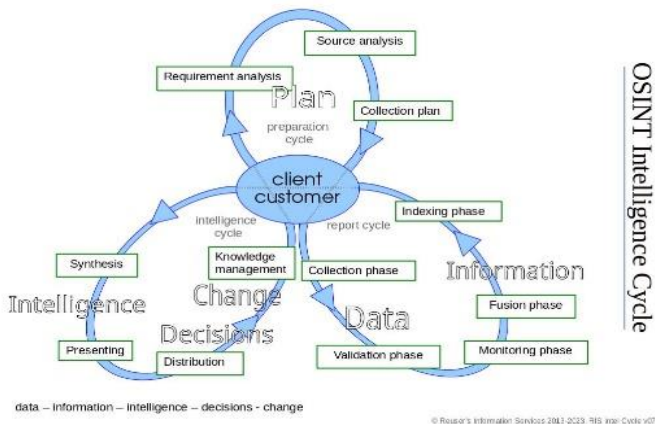 Source analysis
Requirement analysis
Plan
Collection plan
preparation
cycle
client
customer
Indexing phase
intelligence
cycle
report cycle
Knowledge
management
Synthesis
Collection phase
Information
Intelligence
Change
Data
Fusion phase
Decisions
Presenting
Distribution
Validation phase
Monitoring phase
OSINT Intelligence Cycle
data – information – intelligence – decisions - change
© Reuser's Information Services 2013-2023, RIS Intel Cycle v07